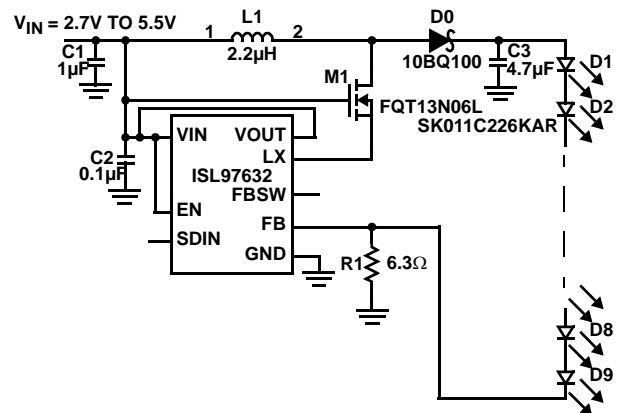 VIN = 2.7V TO 5.5V
L1
D0
1
2
C1
1µF
2.2µH
10BQ100
C3
4.7µF
D1
M1
FQT13N06L
D2
SK011C226KAR
VIN
VOUT
C2
0.1µF
LX
ISL97632
FBSW
EN
FB
SDIN
GND
R1
6.3Ω
D8
D9